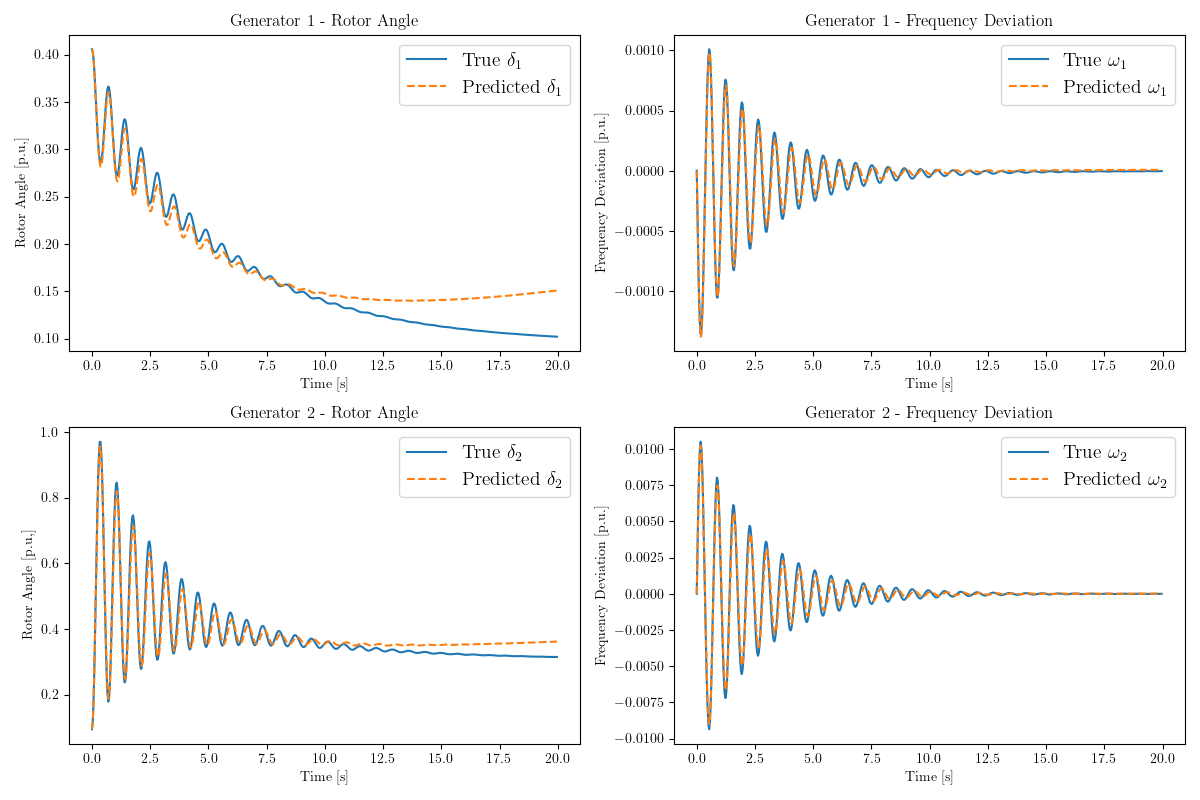 Generator 1 - Rotor Angle
Rotor Angle [p.u.]
0.40
0.35
0.30
0.25
0.20
0.15
0.10
True δ₁
Predicted δ₁
0.0 2.5 5.0 7.5 10.0 12.5 15.0 17.5 20.0
Time [s]
Generator 1 - Frequency Deviation
Frequency Deviation [p.u.]
0.0010
0.0005
0.0000
−0.0005
−0.0010
True ω₁
Predicted ω₁
0.0 2.5 5.0 7.5 10.0 12.5 15.0 17.5 20.0
Time [s]
Generator 2 - Rotor Angle
Rotor Angle [p.u.]
1.0
0.8
0.6
0.4
0.2
True δ₂
Predicted δ₂
0.0 2.5 5.0 7.5 10.0 12.5 15.0 17.5 20.0
Time [s]
Generator 2 - Frequency Deviation
Frequency Deviation [p.u.]
0.0100
0.0075
0.0050
0.0025
0.0000
−0.0025
−0.0050
−0.0075
−0.0100
True ω₂
Predicted ω₂
0.0 2.5 5.0 7.5 10.0 12.5 15.0 17.5 20.0
Time [s]